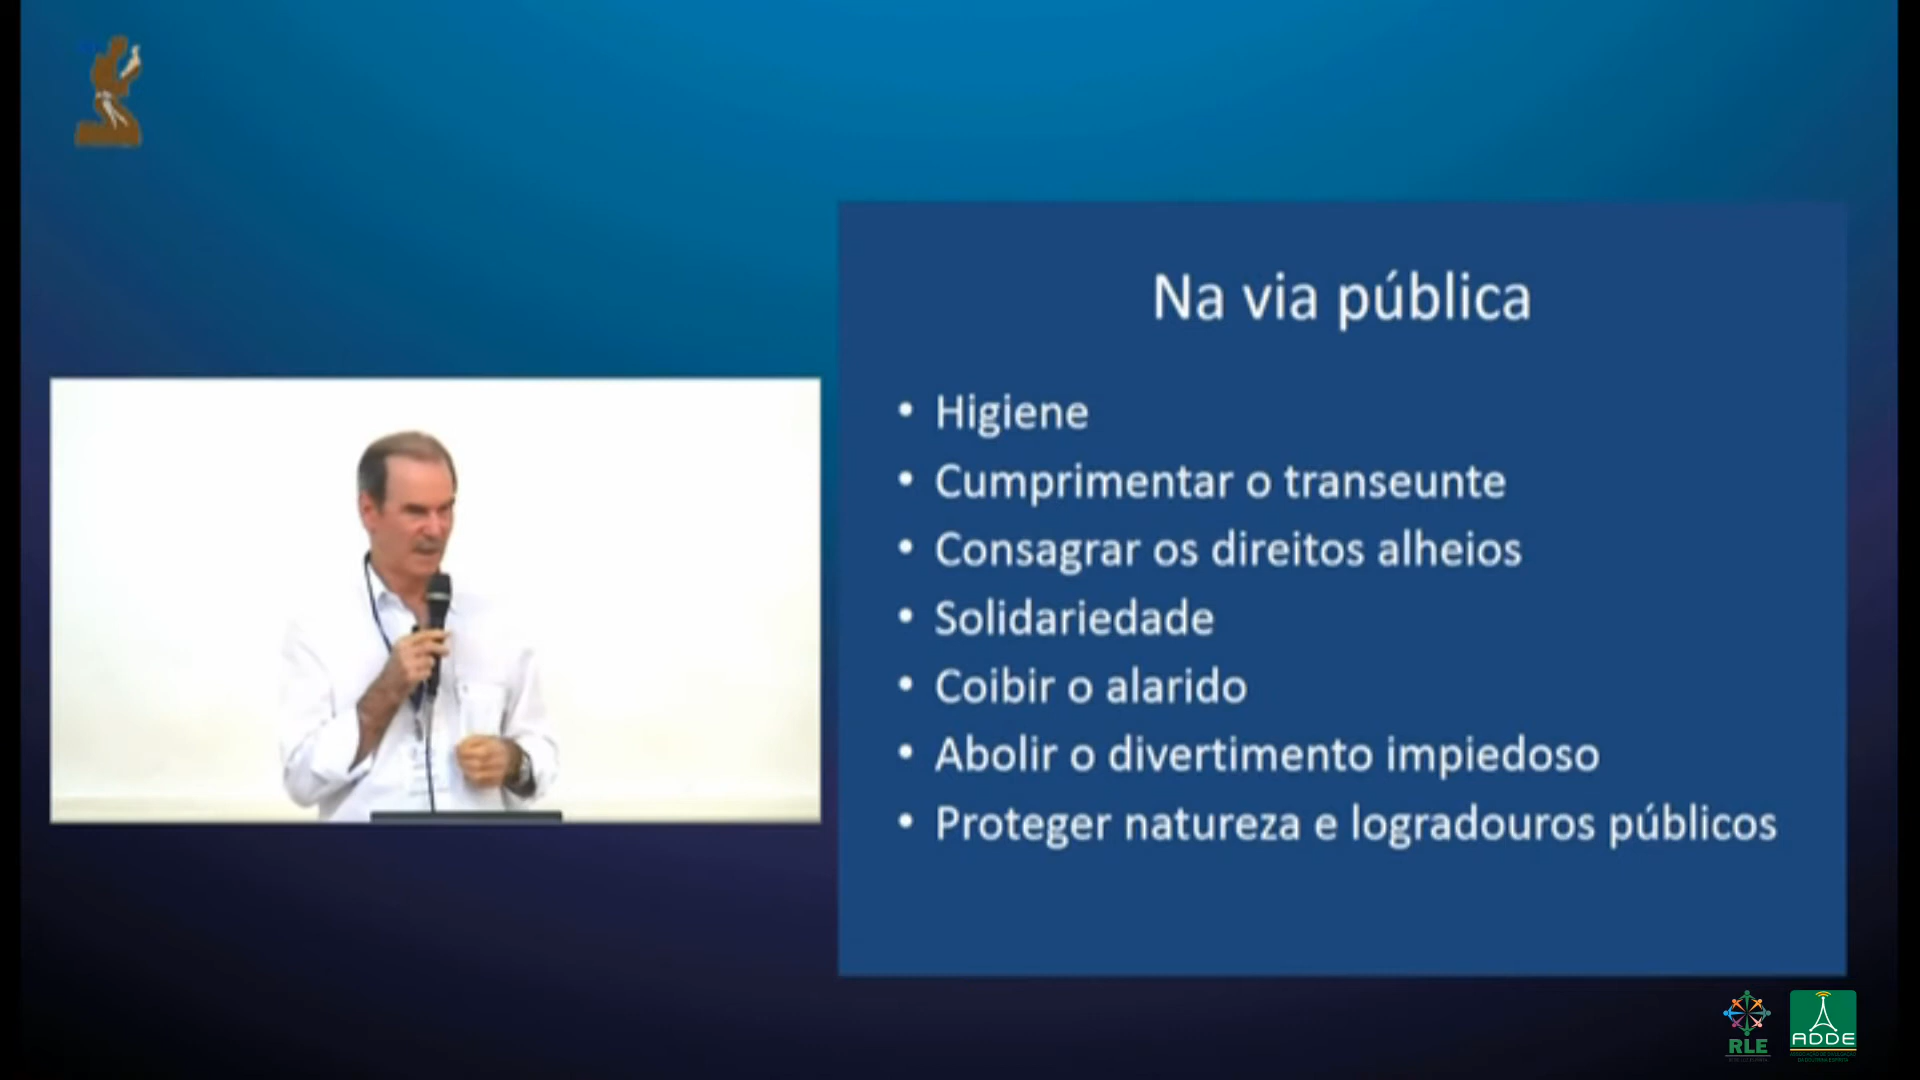 Na via pública
• Higiene
• Cumprimentar o transeunte
• Consagrar os direitos alheios
• Solidariedade
• Coibir o alarido
• Abolir o divertimento impiedoso
• Proteger natureza e logradouros públicos
RLE
ADDE